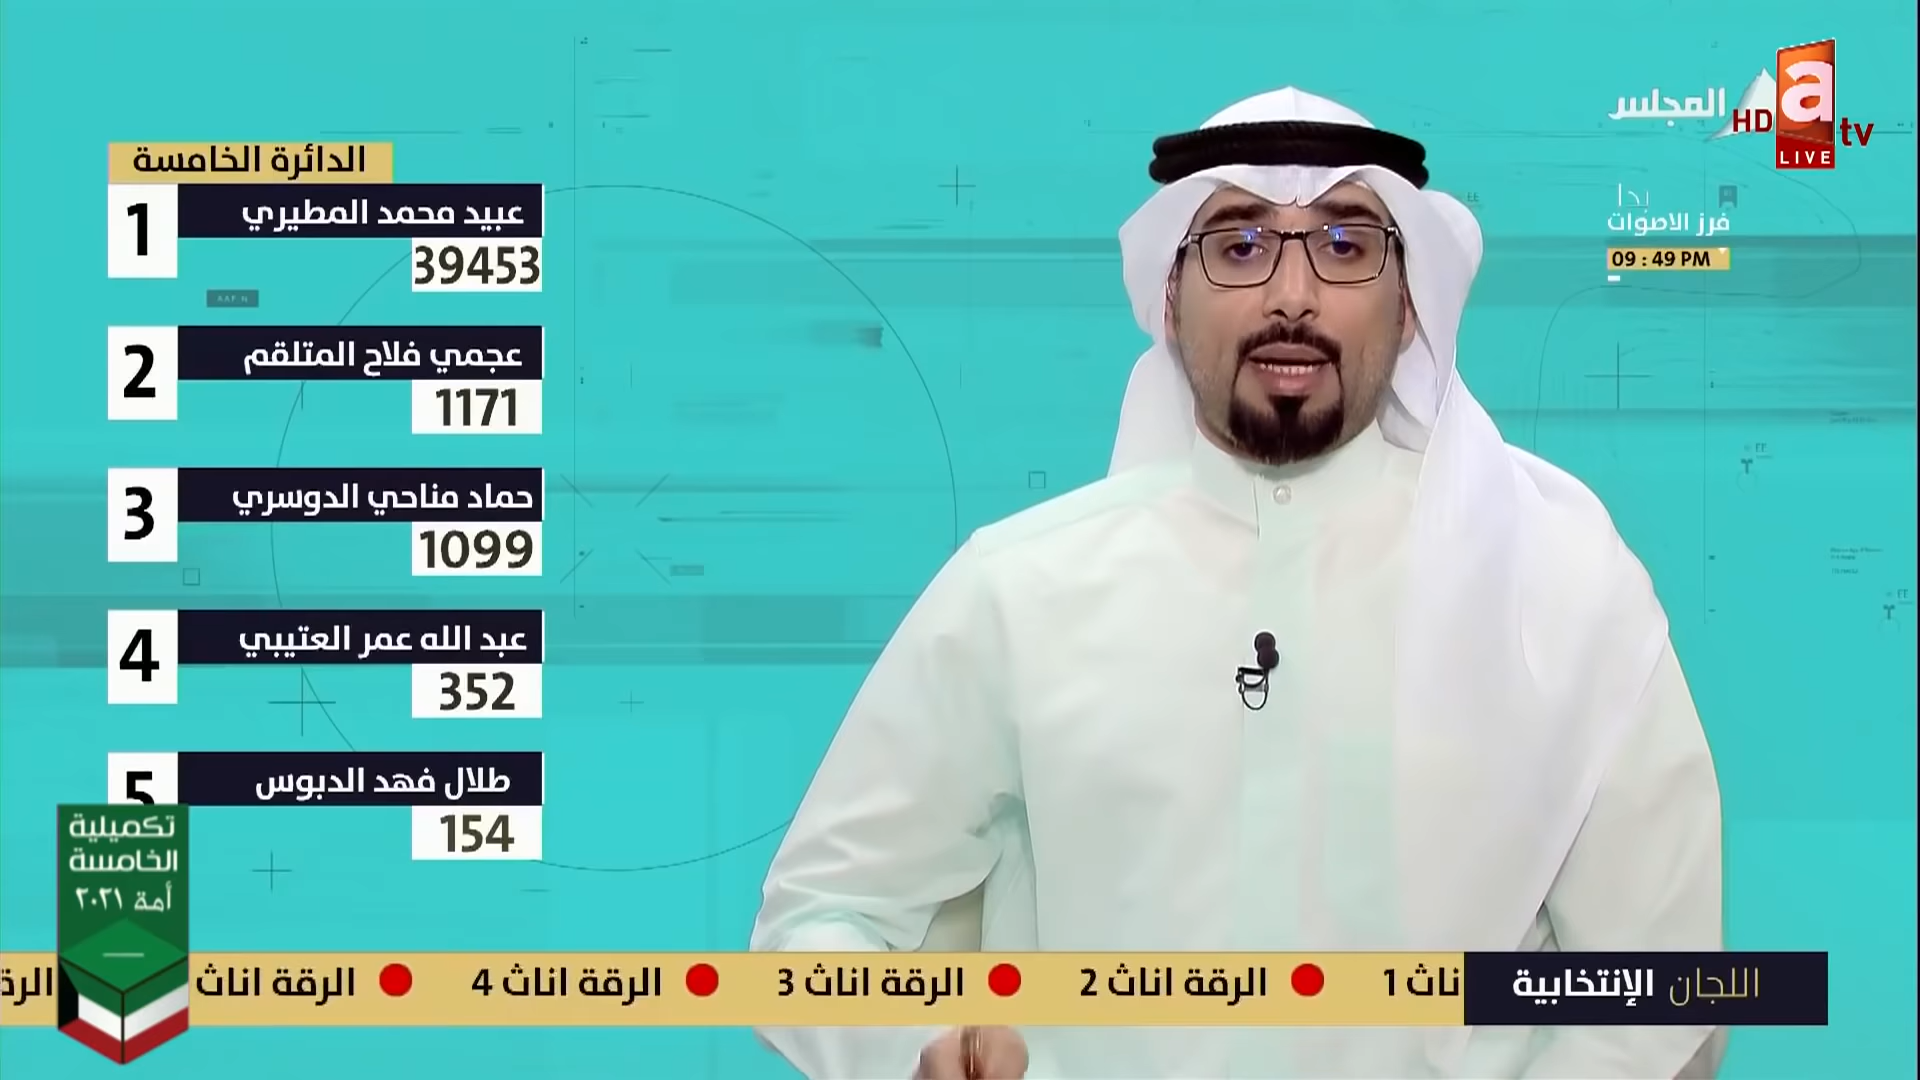 المجلس
HD a tv
LIVE
بدا
فرز الاصوات
09 : 49 PM
الدائرة الخامسة
1
عبيد محمد المطيري
39453
2
عجمي فلاح المتلقم
1171
3
حماد مناحي الدوسري
1099
4
عبد الله عمر العتيبي
352
5
طلال فهد الدبوس
154
تكميلية
الخامسة
أمة ٢٠٢١
اللجان الإنتخابية
ناث 1 الرقة اناث 2 الرقة اناث 3 الرقة اناث 4 الرقة اناث الرق